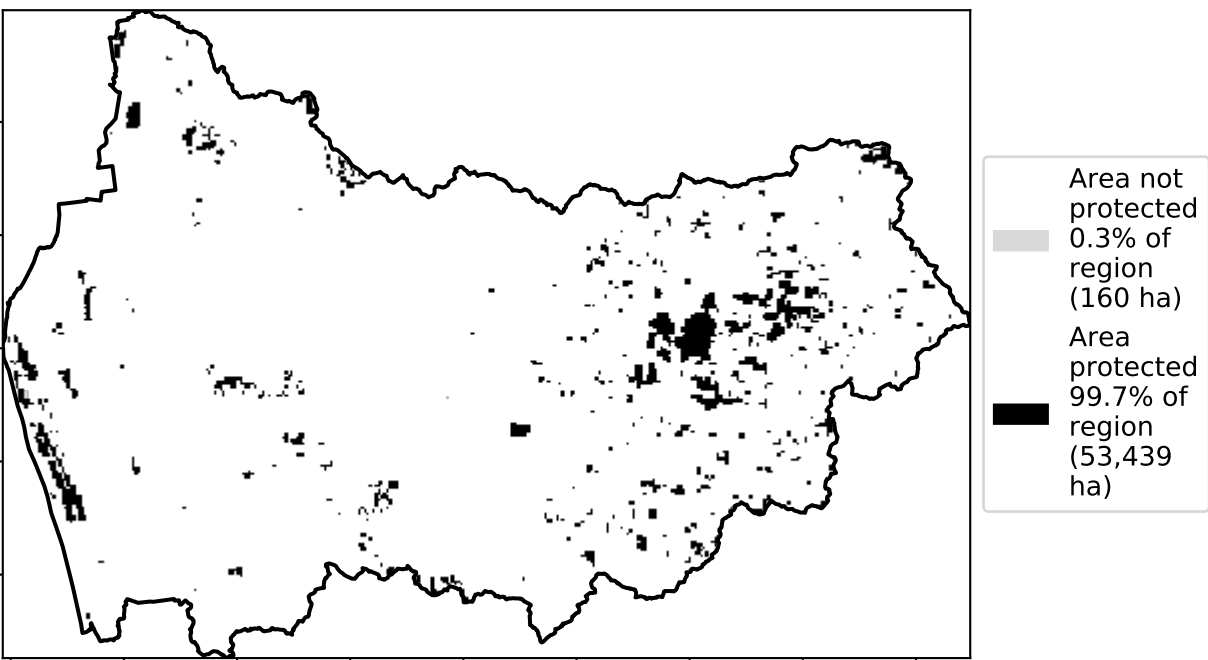 Area not
protected
0.3% of
region
(160 ha)
Area
protected
99.7% of
region
(53,439
ha)